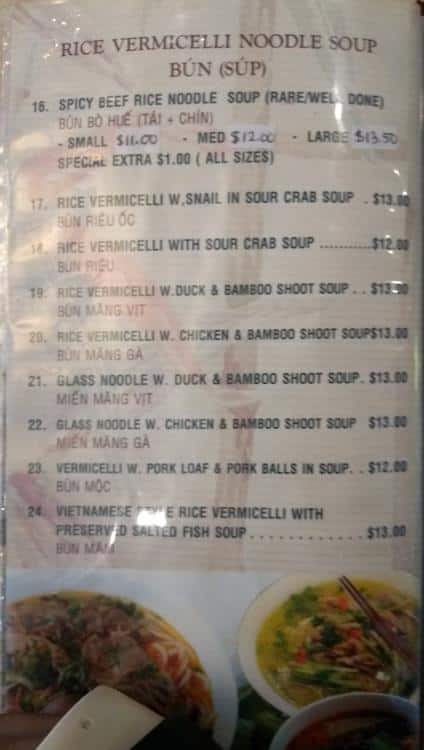 RICE VERMICELLI NOODLE SOUP
BÚN (SÚP)
16. SPICY BEEF RICE NOODLE SOUP (RARE/WELL DONE)
BÚN BÒ HUẾ (TÁI + CHÍN)
- SMALL $11.00 - MED $12.00 - LARGE $13.50
SPECIAL EXTRA $1.00 ( ALL SIZES)
17. RICE VERMICELLI W,SNAIL IN SOUR CRAB SOUP . $13.00
BÚN RIÊU ỐC
18. RICE VERMICELLI WITH SOUR CRAB SOUP ..........$12.00
BÚN RIÊU
19. RICE VERMICELLI W.DUCK & BAMBOO SHOOT SOUP . . $13.00
BÚN MĂNG VỊT
20. RICE VERMICELLI W. CHICKEN & BAMBOO SHOOT SOUP$13.00
BÚN MĂNG GÀ
21. GLASS NOODLE W. DUCK & BAMBOO SHOOT SOUP. $13.00
MIẾN MĂNG VỊT
22. GLASS NOODLE W. CHICKEN & BAMBOO SHOOT SOUP $13.00
MIẾN MĂNG GÀ
23. VERMICELLI W. PORK LOAF & PORK BALLS IN SOUP. . $12.00
BÚN MỘC
24. VIETNAMESE STYLE RICE VERMICELLI WITH
PRESERVED SALTED FISH SOUP . . . . . . . . . . . . . $13.00
BÚN MẮM